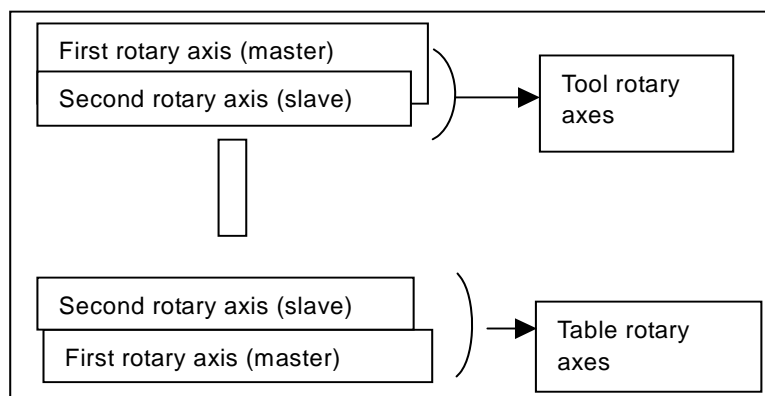 First rotary axis (master)
Second rotary axis (slave)
Tool rotary
axes
Second rotary axis (slave)
First rotary axis (master)
Table rotary
axes